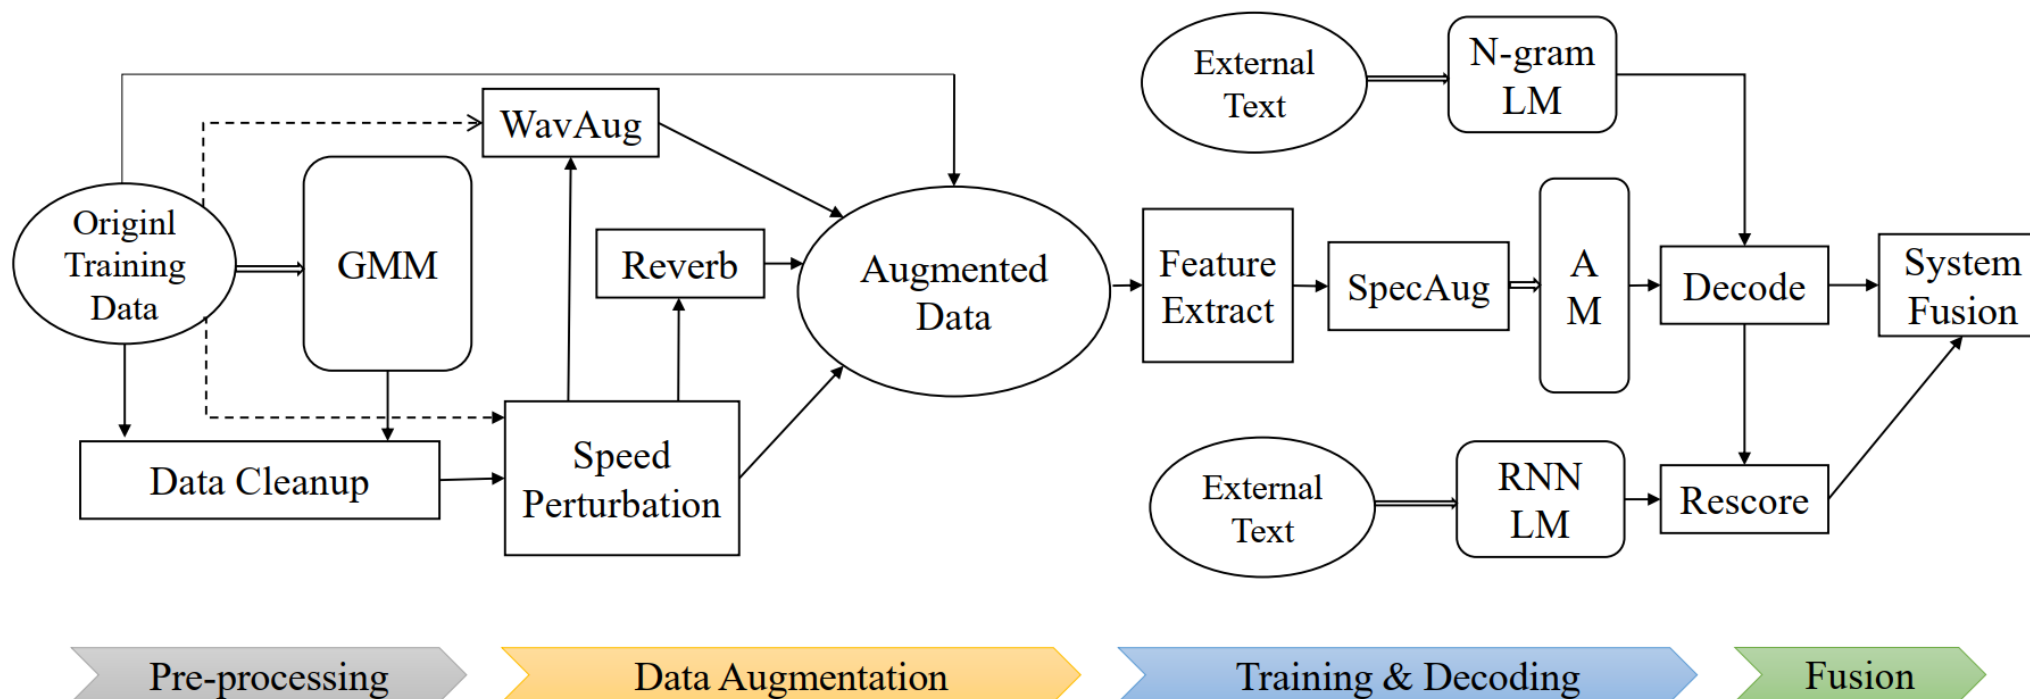 Originl
Training
Data
GMM
Data Cleanup
WavAug
Reverb
Speed
Perturbation
Augmented
Data
External
Text
N-gram
LM
Feature
Extract
SpecAug
A
M
Decode
System
Fusion
External
Text
RNN
LM
Rescore
Pre-processing
Data Augmentation
Training & Decoding
Fusion